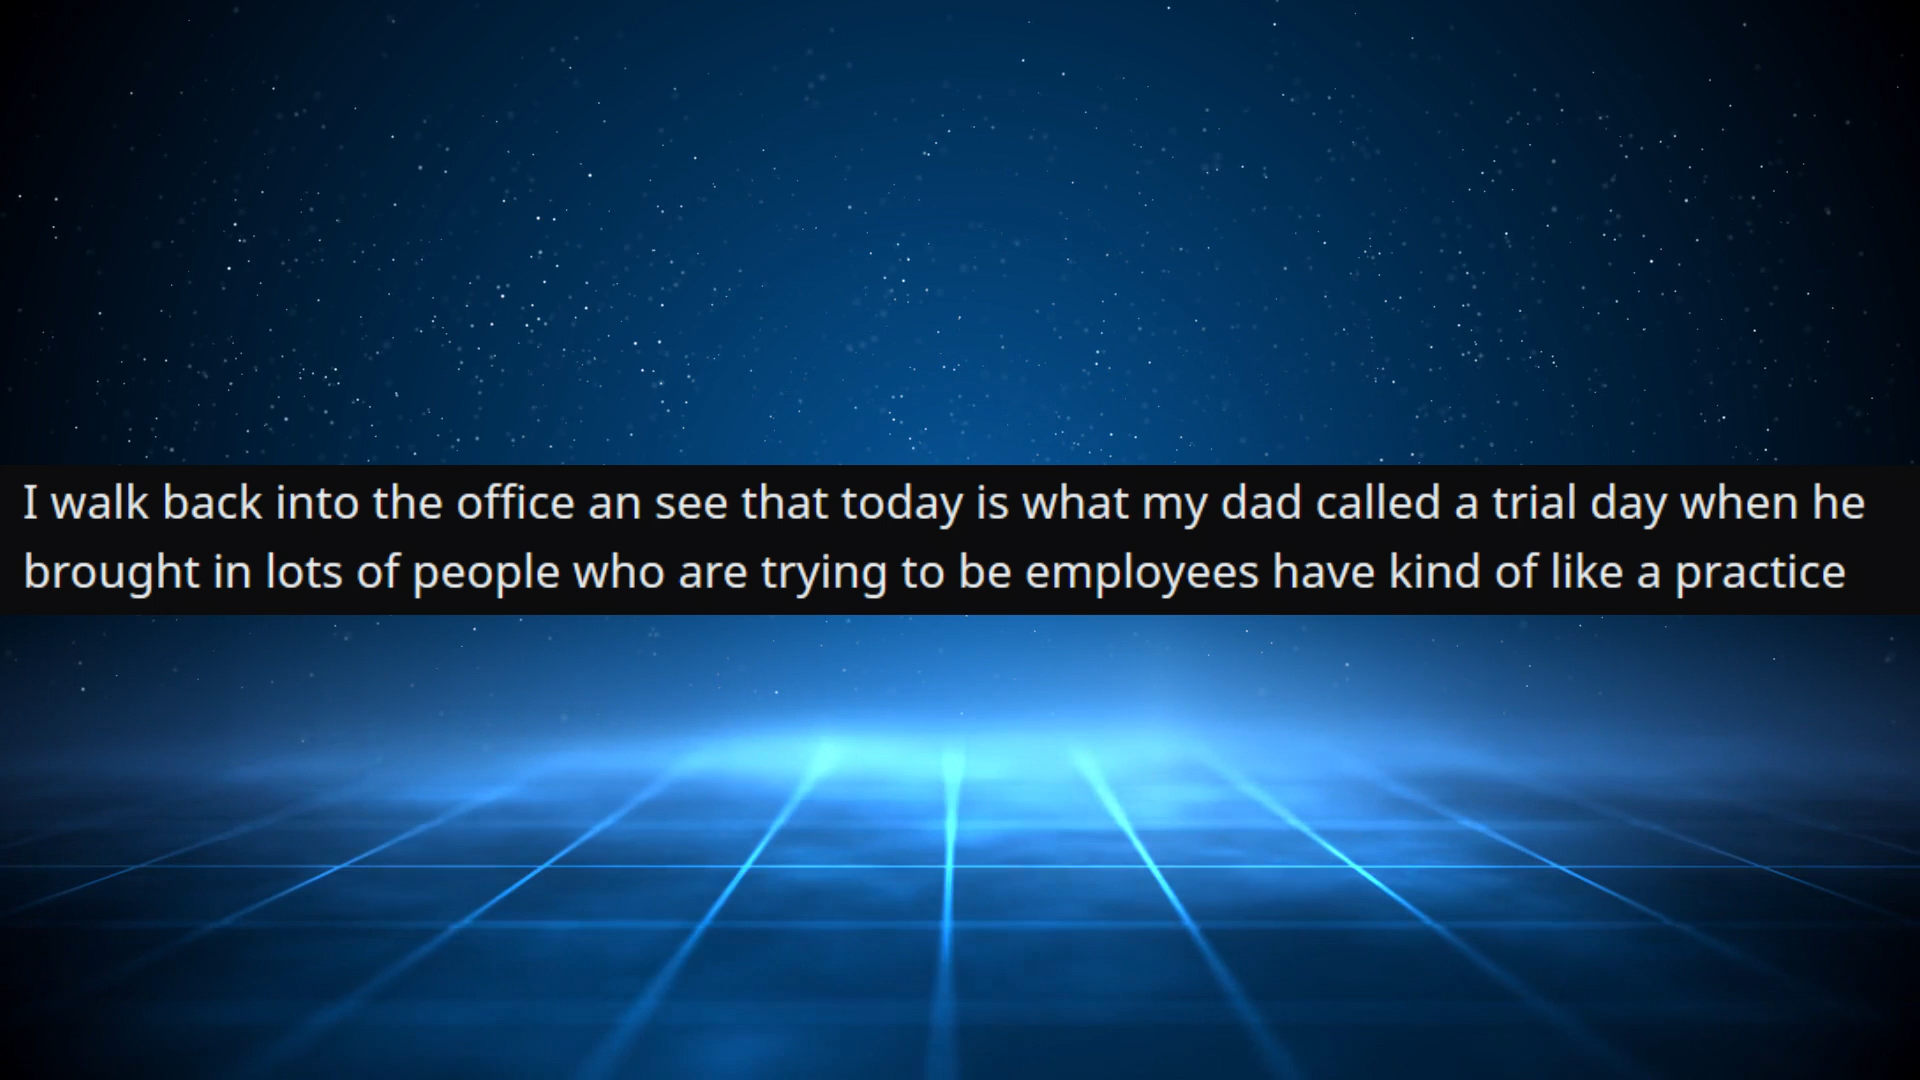 I walk back into the office an see that today is what my dad called a trial day when he
brought in lots of people who are trying to be employees have kind of like a practice